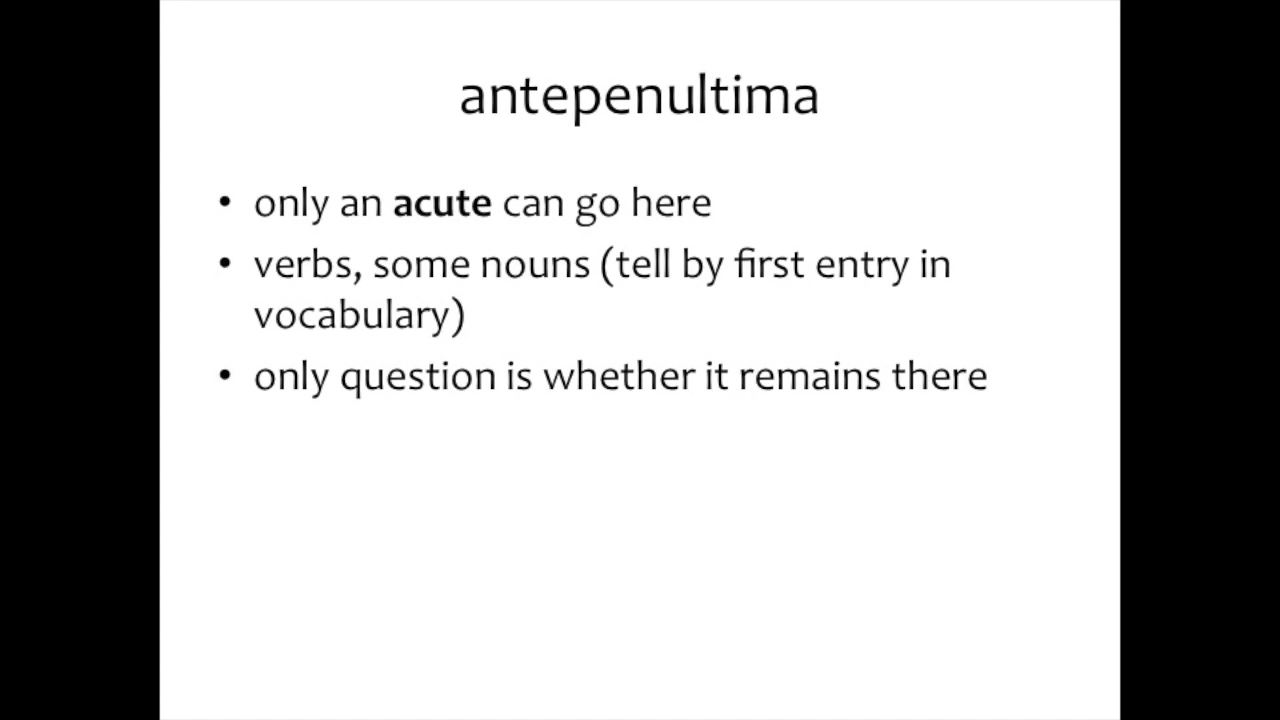 antepenultima
• only an acute can go here
• verbs, some nouns (tell by first entry in
vocabulary)
• only question is whether it remains there